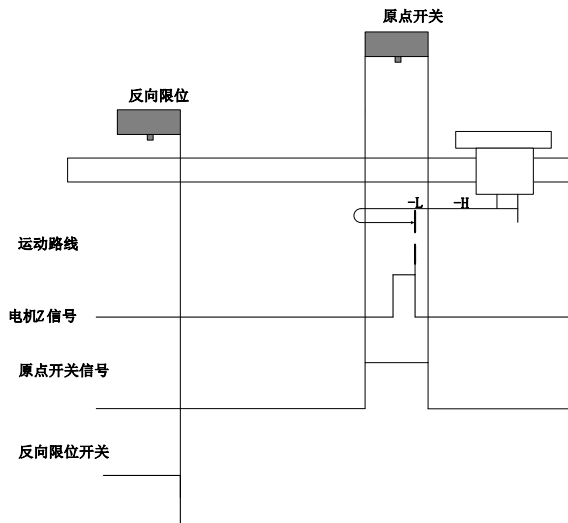 原点开关
反向限位
-L
-H
运动路线
电机Z信号
原点开关信号
反向限位开关